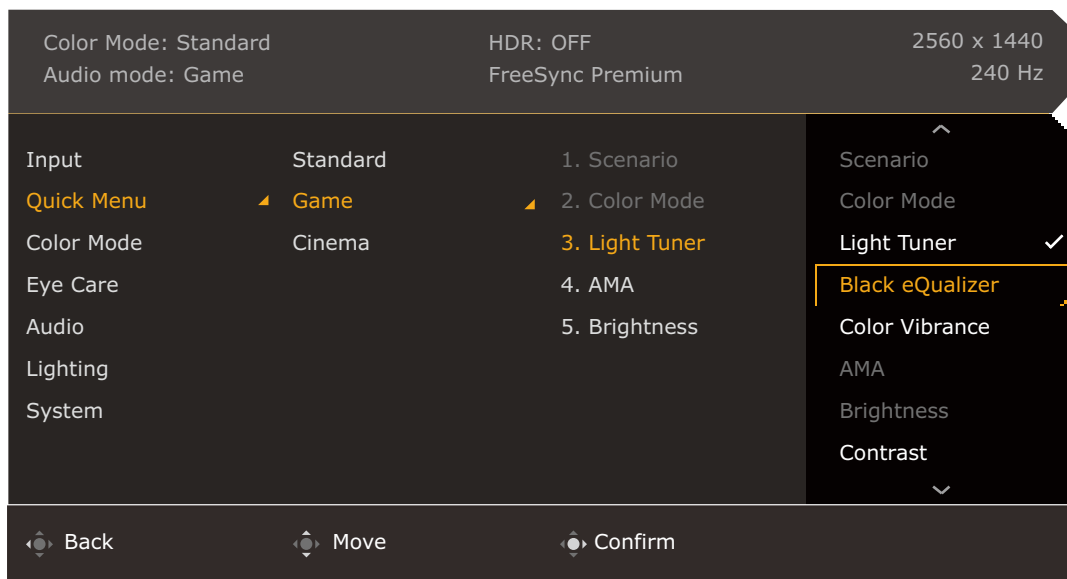 Color Mode: Standard
HDR: OFF
2560 x 1440
Audio mode: Game
FreeSync Premium
240 Hz
Input
Standard
1. Scenario
Scenario
Quick Menu
Game
2. Color Mode
Color Mode
Color Mode
Cinema
3. Light Tuner
Light Tuner
Eye Care
4. AMA
Black eQualizer
Audio
5. Brightness
Color Vibrance
Lighting
AMA
System
Brightness
Contrast
Back
Move
Confirm